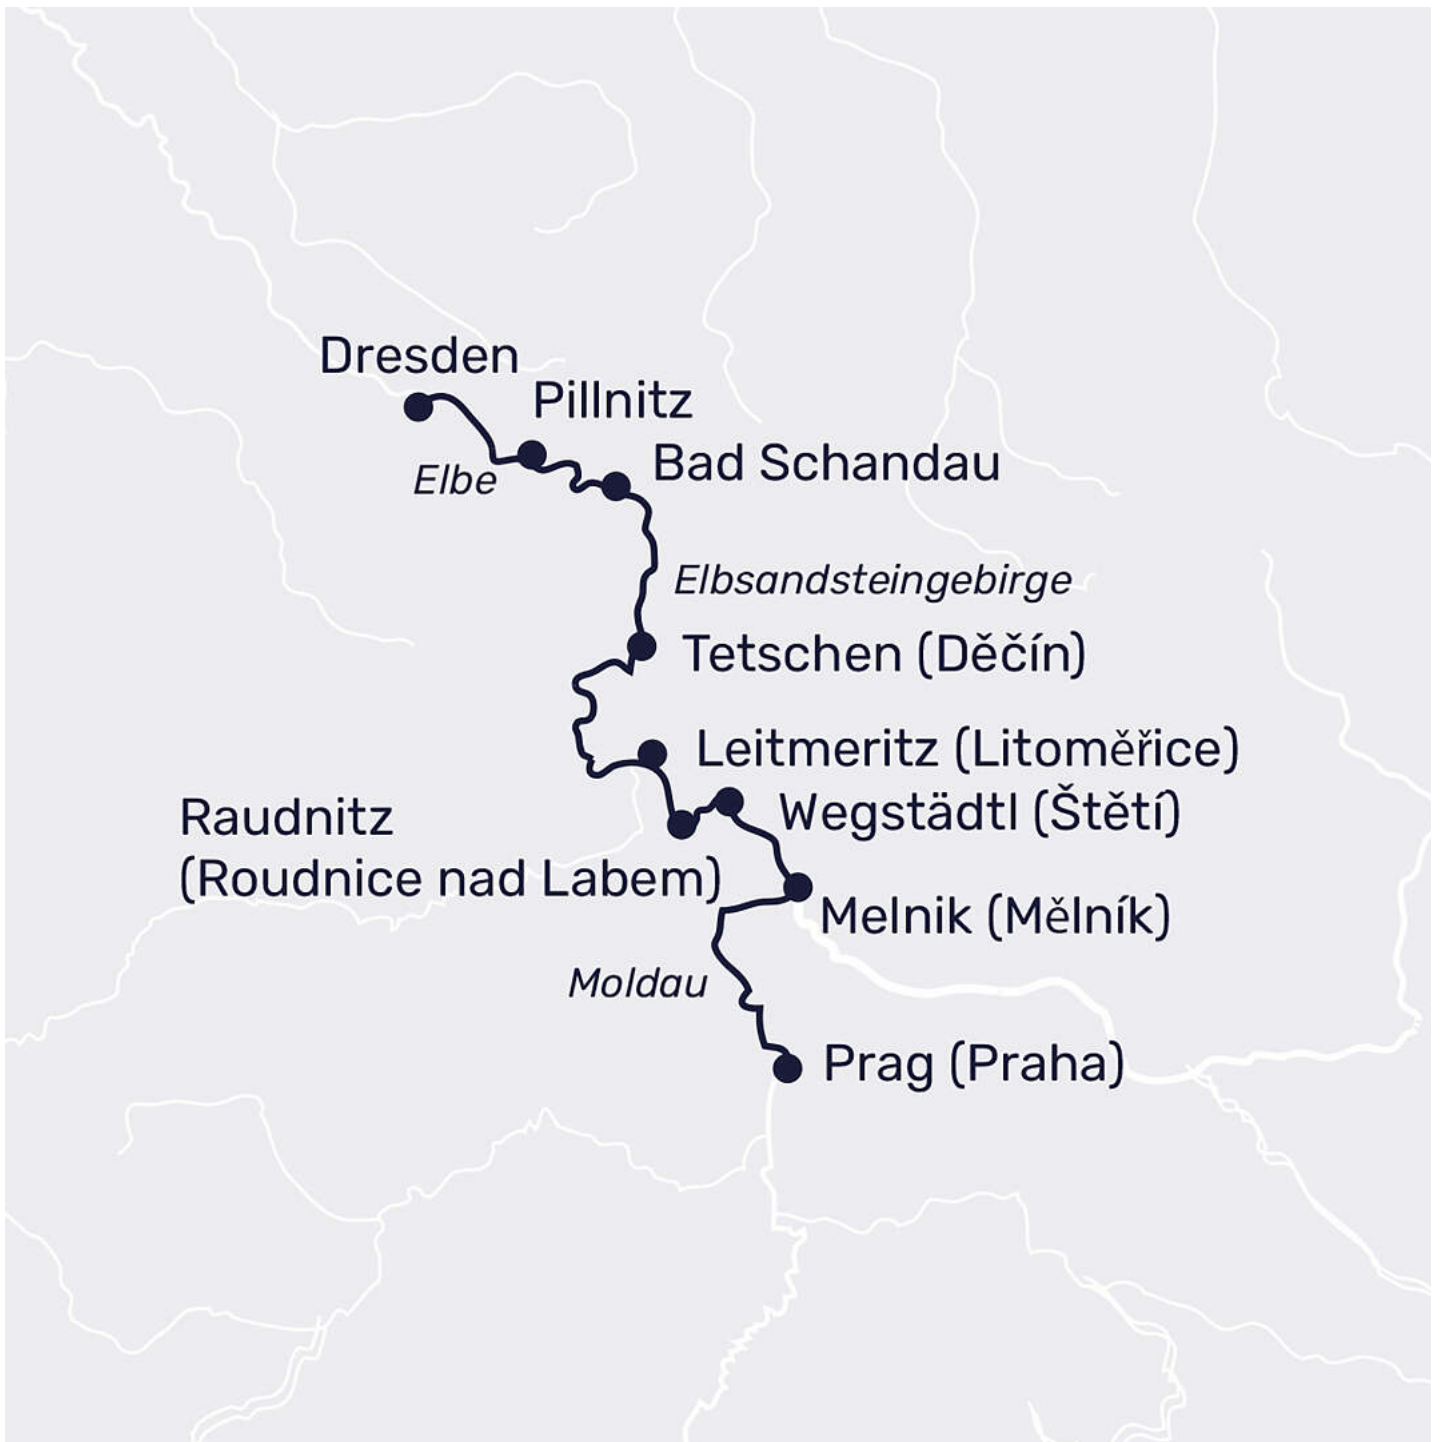 Dresden
Pillnitz
Bad Schandau
Elbe
Elbsandsteingebirge
Tetschen (Děčín)
Leitmeritz (Litoměřice)
Wegstädtl (Štětí)
Raudnitz
(Roudnice nad Labem)
Melnik (Mělník)
Moldau
Prag (Praha)